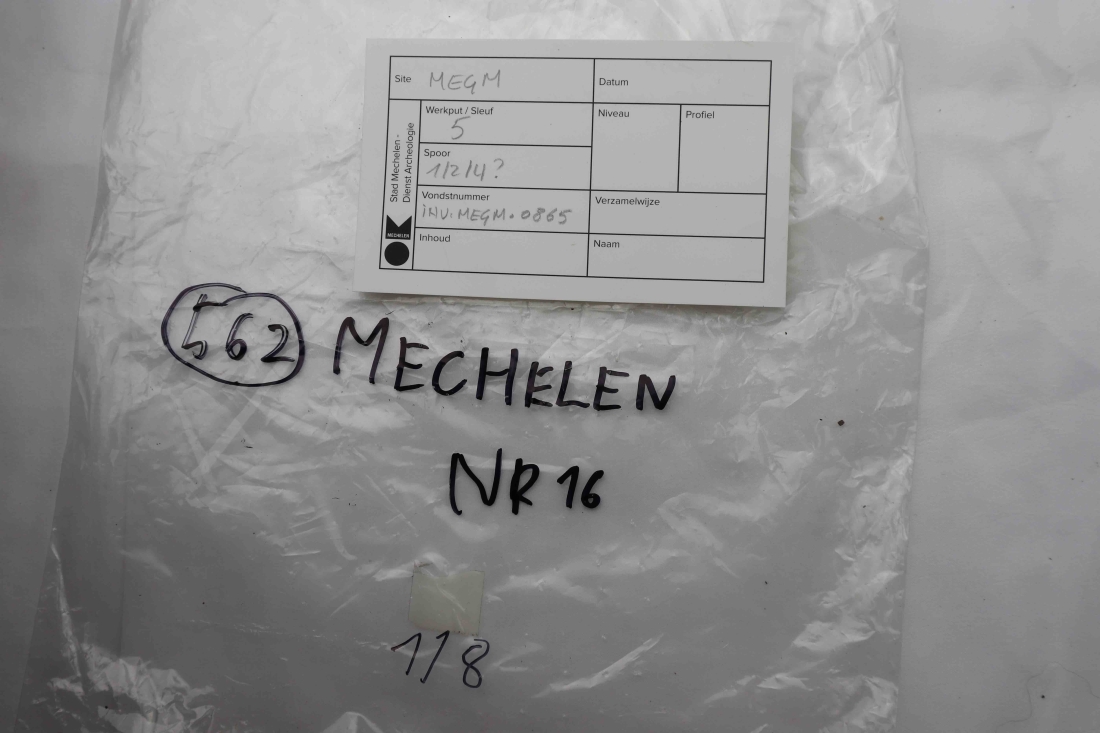 Site MEGM
Datum
Werkput / Sleuf
5
Niveau
Profiel
Spoor
1/2/4?
Vondstnummer
INV.MEGM.0865
Verzamelwijze
Inhoud
Naam
Stad Mechelen -
Dienst Archeologie
MECHELEN
562 MECHELEN
NR 16
1/8